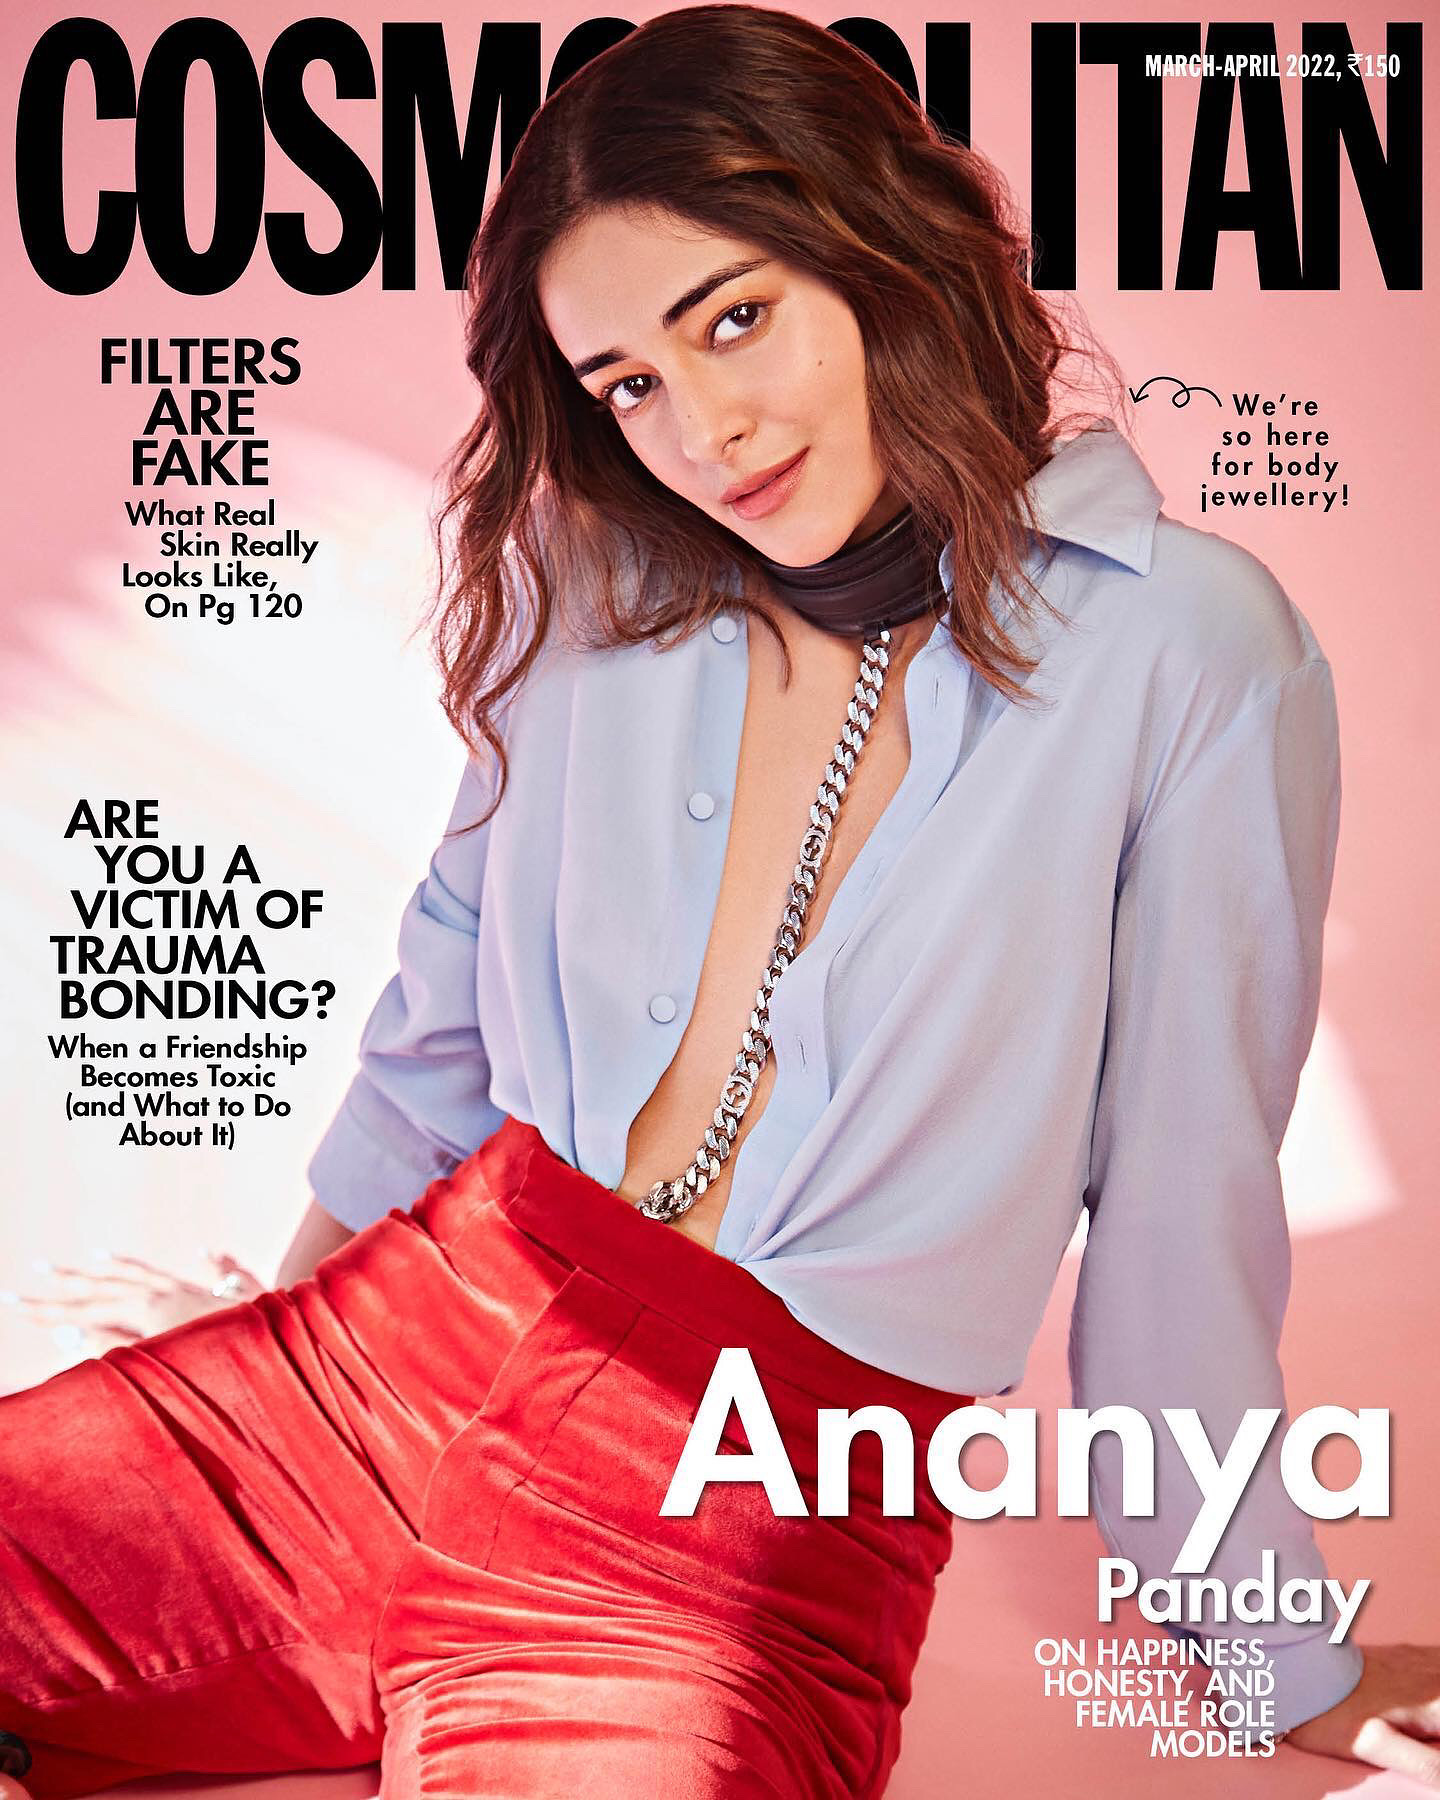 COSMOPOLITAN
MARCH-APRIL 2022, ₹150
FILTERS
ARE
FAKE
What Real
Skin Really
Looks Like,
On Pg 120
We're
so here
for body
jewellery!
ARE
YOU A
VICTIM OF
TRAUMA
BONDING?
When a Friendship
Becomes Toxic
(and What to Do
About It)
Ananya
Panday
ON HAPPINESS,
HONESTY, AND
FEMALE ROLE
MODELS